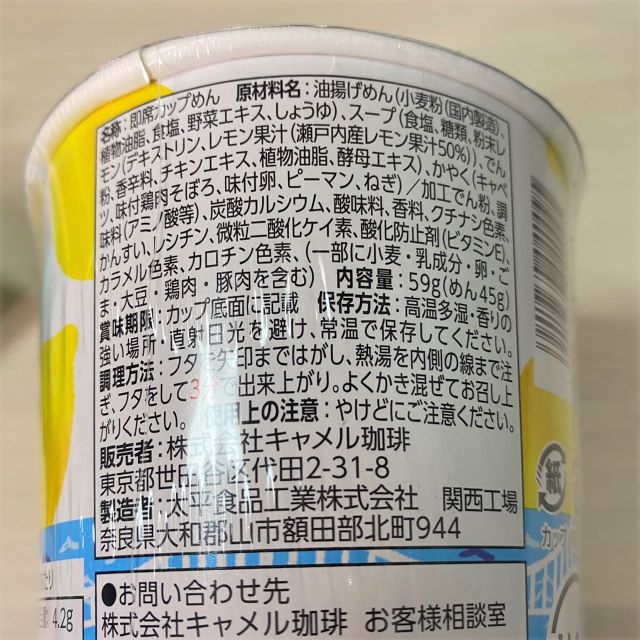 名称：即席カップめん　原材料名：油揚げめん(小麦粉(国内製造)、
植物油脂、食塩、野菜エキス、しょうゆ)、スープ(食塩、糖類、粉末レ
モン(デキストリン、レモン果汁(瀬戸内産レモン果汁50%))、でん
粉、香辛料、チキンエキス、植物油脂、酵母エキス)、かやく(キャベ
ツ、味付鶏肉そぼろ、味付卵、ピーマン、ねぎ)／加工でん粉、調
味料(アミノ酸等)、炭酸カルシウム、酸味料、香料、クチナシ色素、
かんすい、レシチン、微粒二酸化ケイ素、酸化防止剤(ビタミンE)、
カラメル色素、カロチン色素、(一部に小麦・乳成分・卵・ご
ま・大豆・鶏肉・豚肉を含む)　内容量：59g(めん45g)
賞味期限：カップ底面に記載　保存方法：高温多湿・香りの
強い場所・直射日光を避け、常温で保存してください。
調理方法：フタを矢印まではがし、熱湯を内側の線まで注
ぎ、フタをして3分で出来上がり。よくかき混ぜてお召し上
がりください。　使用上の注意：やけどにご注意ください。
販売者：株式会社キャメル珈琲
東京都世田谷区代田2-31-8
製造者：太平食品工業株式会社　関西工場
奈良県大和郡山市額田部北町944
●お問い合わせ先
株式会社キャメル珈琲 お客様相談室
紙
カップ
4.2g